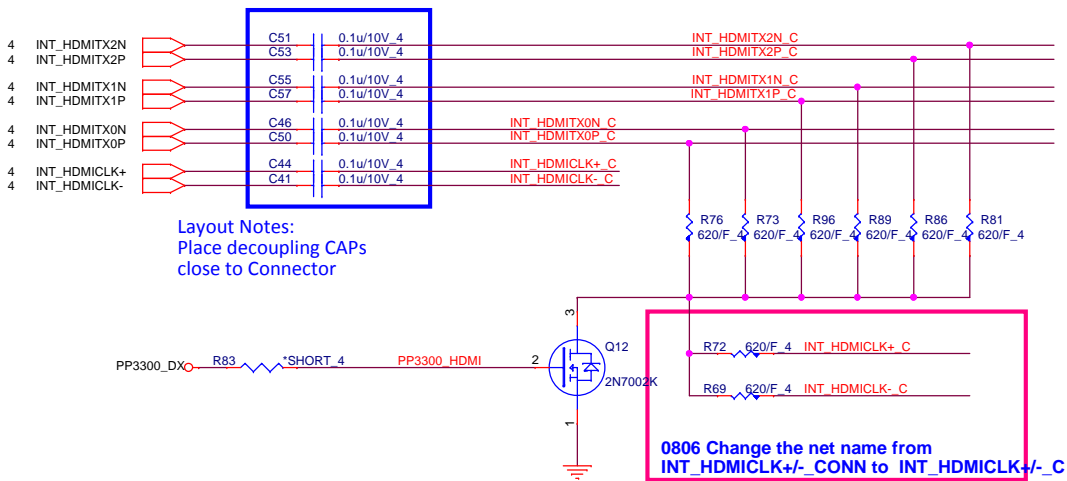 4 INT_HDMITX2N C51 0.1u/10V_4 INT_HDMITX2N_C
4 INT_HDMITX2P C53 0.1u/10V_4 INT_HDMITX2P_C
4 INT_HDMITX1N C55 0.1u/10V_4 INT_HDMITX1N_C
4 INT_HDMITX1P C57 0.1u/10V_4 INT_HDMITX1P_C
4 INT_HDMITX0N C46 0.1u/10V_4 INT_HDMITX0N_C
4 INT_HDMITX0P C50 0.1u/10V_4 INT_HDMITX0P_C
4 INT_HDMICLK+ C44 0.1u/10V_4 INT_HDMICLK+_C
4 INT_HDMICLK- C41 0.1u/10V_4 INT_HDMICLK-_C
Layout Notes:
Place decoupling CAPs
close to Connector
R76 R73 R96 R89 R86 R81
620/F_4 620/F_4 620/F_4 620/F_4 620/F_4 620/F_4
3
Q12
R72 620/F_4 INT_HDMICLK+_C
PP3300_DX R83 *SHORT_4 PP3300_HDMI 2
2N7002K
R69 620/F_4 INT_HDMICLK-_C
1
0806 Change the net name from
INT_HDMICLK+/-_CONN to INT_HDMICLK+/-_C